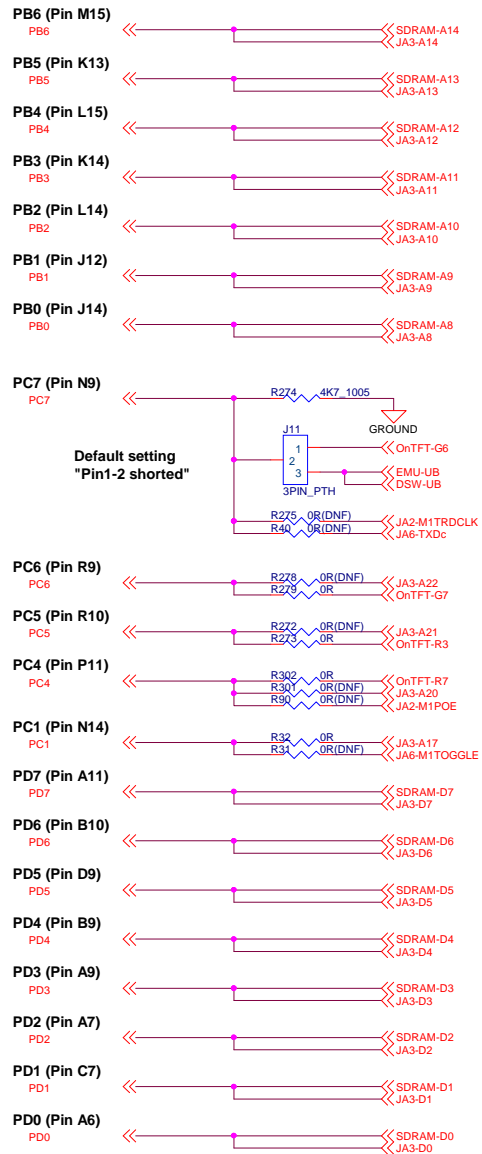 PB6 (Pin M15)
PB6
SDRAM-A14
JA3-A14
PB5 (Pin K13)
PB5
SDRAM-A13
JA3-A13
PB4 (Pin L15)
PB4
SDRAM-A12
JA3-A12
PB3 (Pin K14)
PB3
SDRAM-A11
JA3-A11
PB2 (Pin L14)
PB2
SDRAM-A10
JA3-A10
PB1 (Pin J12)
PB1
SDRAM-A9
JA3-A9
PB0 (Pin J14)
PB0
SDRAM-A8
JA3-A8
PC7 (Pin N9)
PC7
R274 4K7_1005
GROUND
J11
1
2
3
3PIN_PTH
OnTFT-G6
EMU-UB
DSW-UB
Default setting
"Pin1-2 shorted"
R275 0R(DNF) JA2-M1TRDCLK
R40 0R(DNF) JA6-TXDc
PC6 (Pin R9)
PC6
R278 0R(DNF) JA3-A22
R279 0R OnTFT-G7
PC5 (Pin R10)
PC5
R272 0R(DNF) JA3-A21
R273 0R OnTFT-R3
PC4 (Pin P11)
PC4
R302 0R OnTFT-R7
R301 0R(DNF) JA3-A20
R90 0R(DNF) JA2-M1POE
PC1 (Pin N14)
PC1
R32 0R JA3-A17
R31 0R(DNF) JA6-M1TOGGLE
PD7 (Pin A11)
PD7
SDRAM-D7
JA3-D7
PD6 (Pin B10)
PD6
SDRAM-D6
JA3-D6
PD5 (Pin D9)
PD5
SDRAM-D5
JA3-D5
PD4 (Pin B9)
PD4
SDRAM-D4
JA3-D4
PD3 (Pin A9)
PD3
SDRAM-D3
JA3-D3
PD2 (Pin A7)
PD2
SDRAM-D2
JA3-D2
PD1 (Pin C7)
PD1
SDRAM-D1
JA3-D1
PD0 (Pin A6)
PD0
SDRAM-D0
JA3-D0